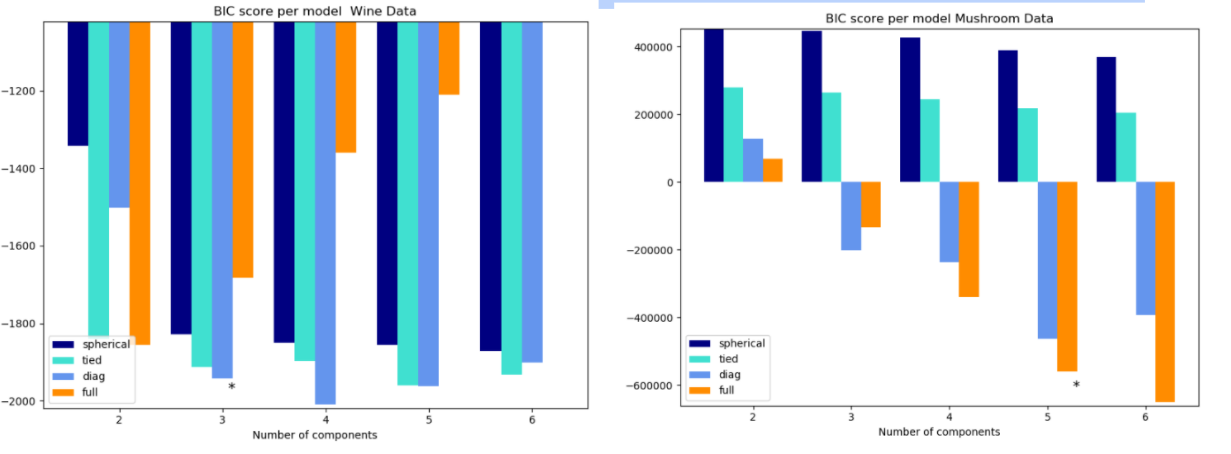 BIC score per model  Wine Data
−1200
−1400
−1600
−1800
−2000
spherical
tied
diag
full
*
2 3 4 5 6
Number of components
BIC score per model Mushroom Data
400000
200000
0
−200000
−400000
−600000
spherical
tied
diag
full
*
2 3 4 5 6
Number of components